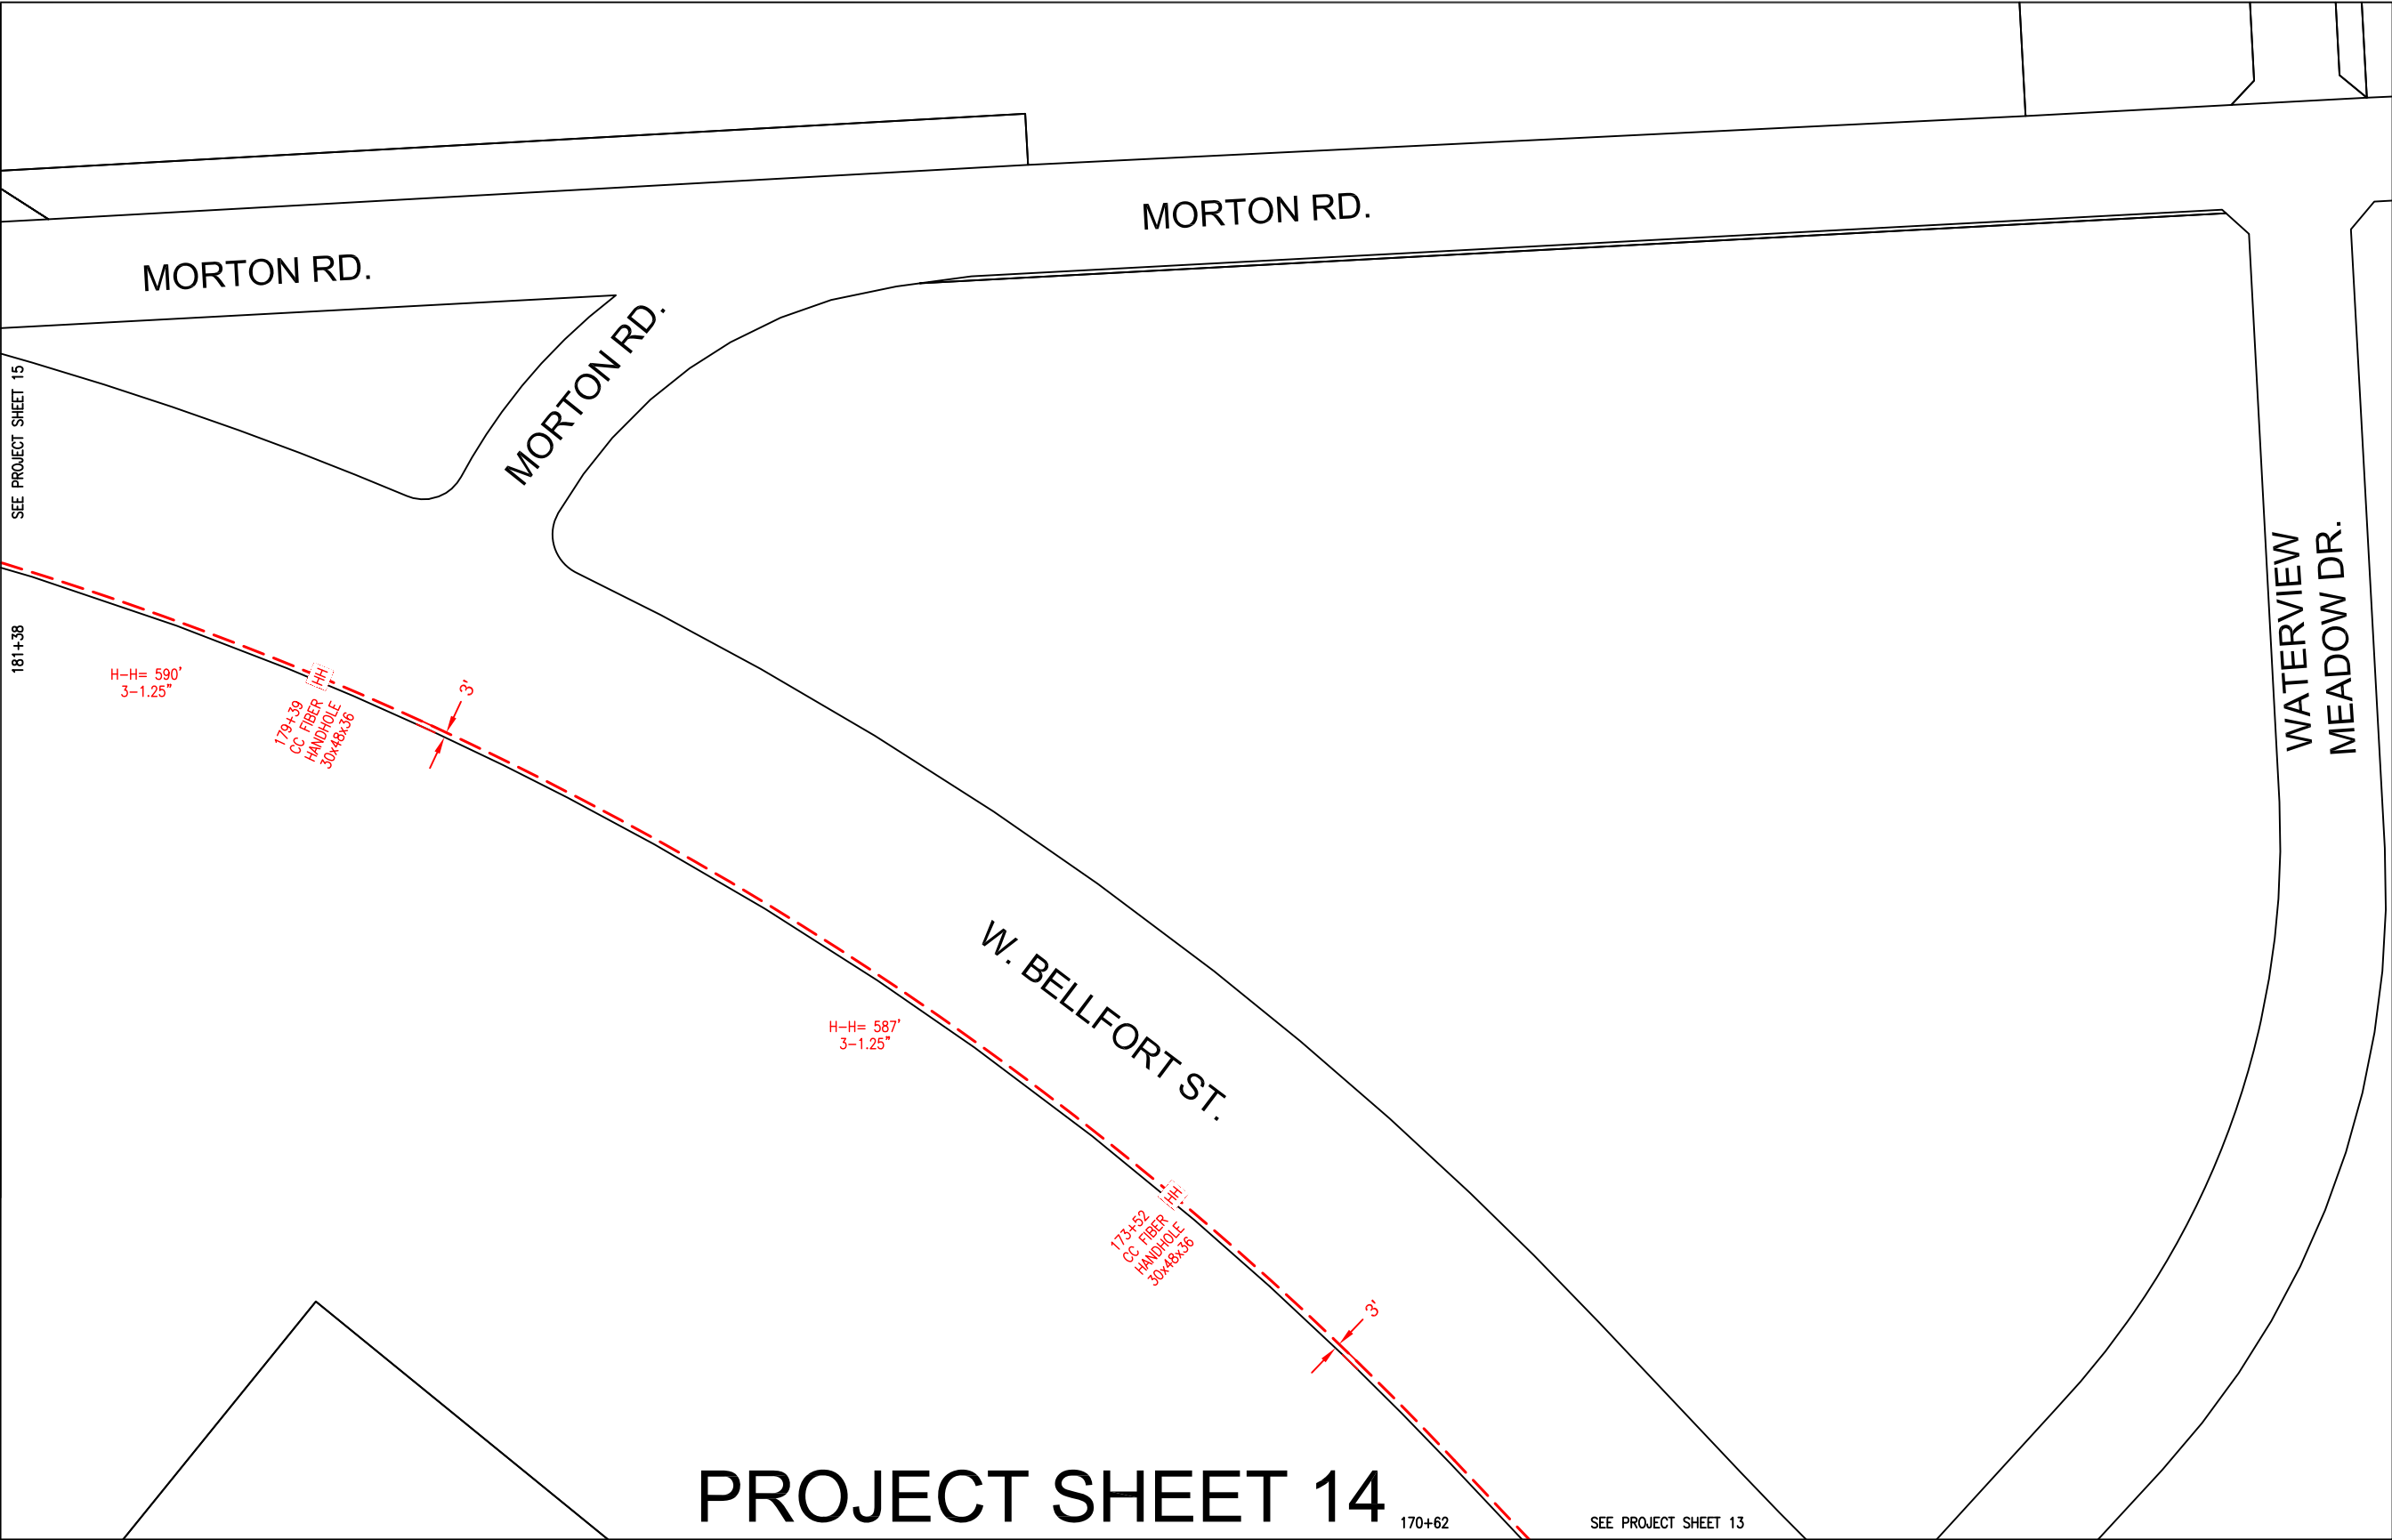 MORTON RD.
MORTON RD.
MORTON RD.
SEE PROJECT SHEET 15
181+38
WATERVIEW
MEADOW DR.
H-H= 590'
3-1.25"
HH
179+39
CC FIBER
HANDHOLE
30x48x36
3'
W. BELLFORT ST.
H-H= 587'
3-1.25"
HH
173+52
CC FIBER
HANDHOLE
30x48x36
3'
PROJECT SHEET 14
170+62
SEE PROJECT SHEET 13